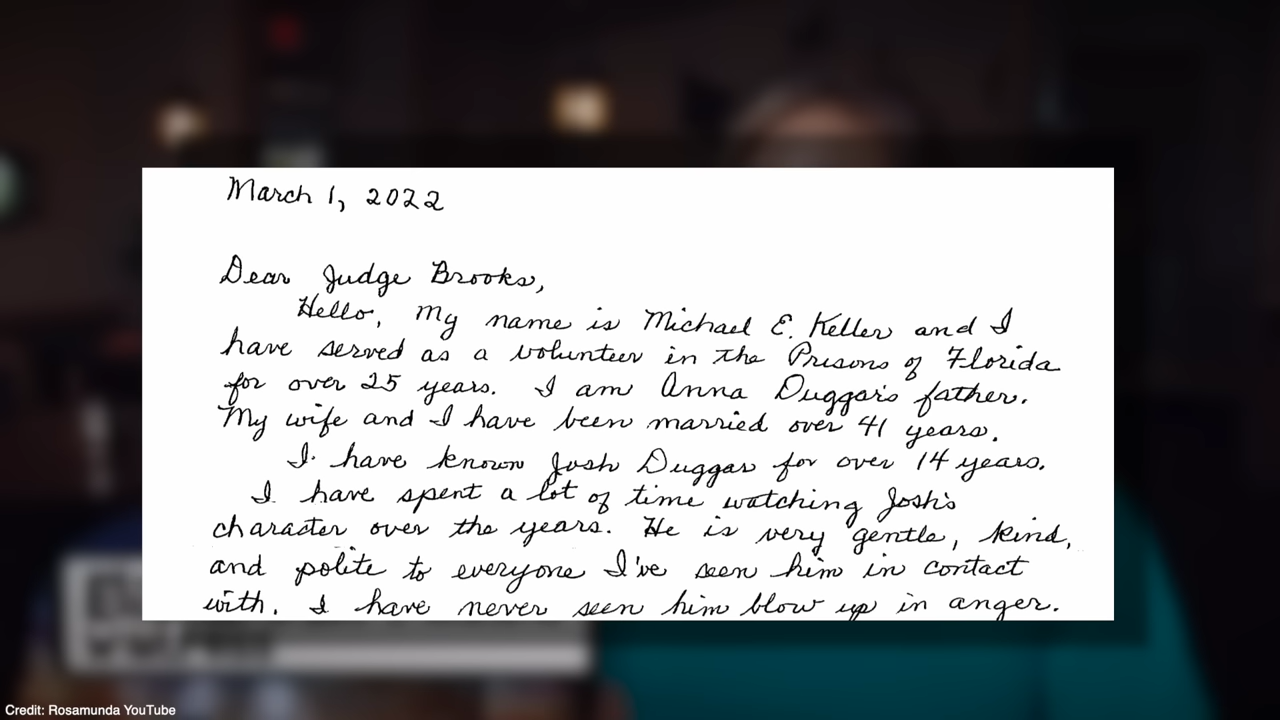 March 1, 2022
Dear Judge Brooks,
Hello, My name is Michael E. Keller and I
have served as a volunteer in the Prisons of Florida
for over 25 years. I am Anna Duggar's father.
My wife and I have been married over 41 years.
I have known Josh Duggar for over 14 years.
I have spent a lot of time watching Josh's
character over the years. He is very gentle, kind,
and polite to everyone I've seen him in contact
with. I have never seen him blow up in anger.
Credit: Rosamunda YouTube